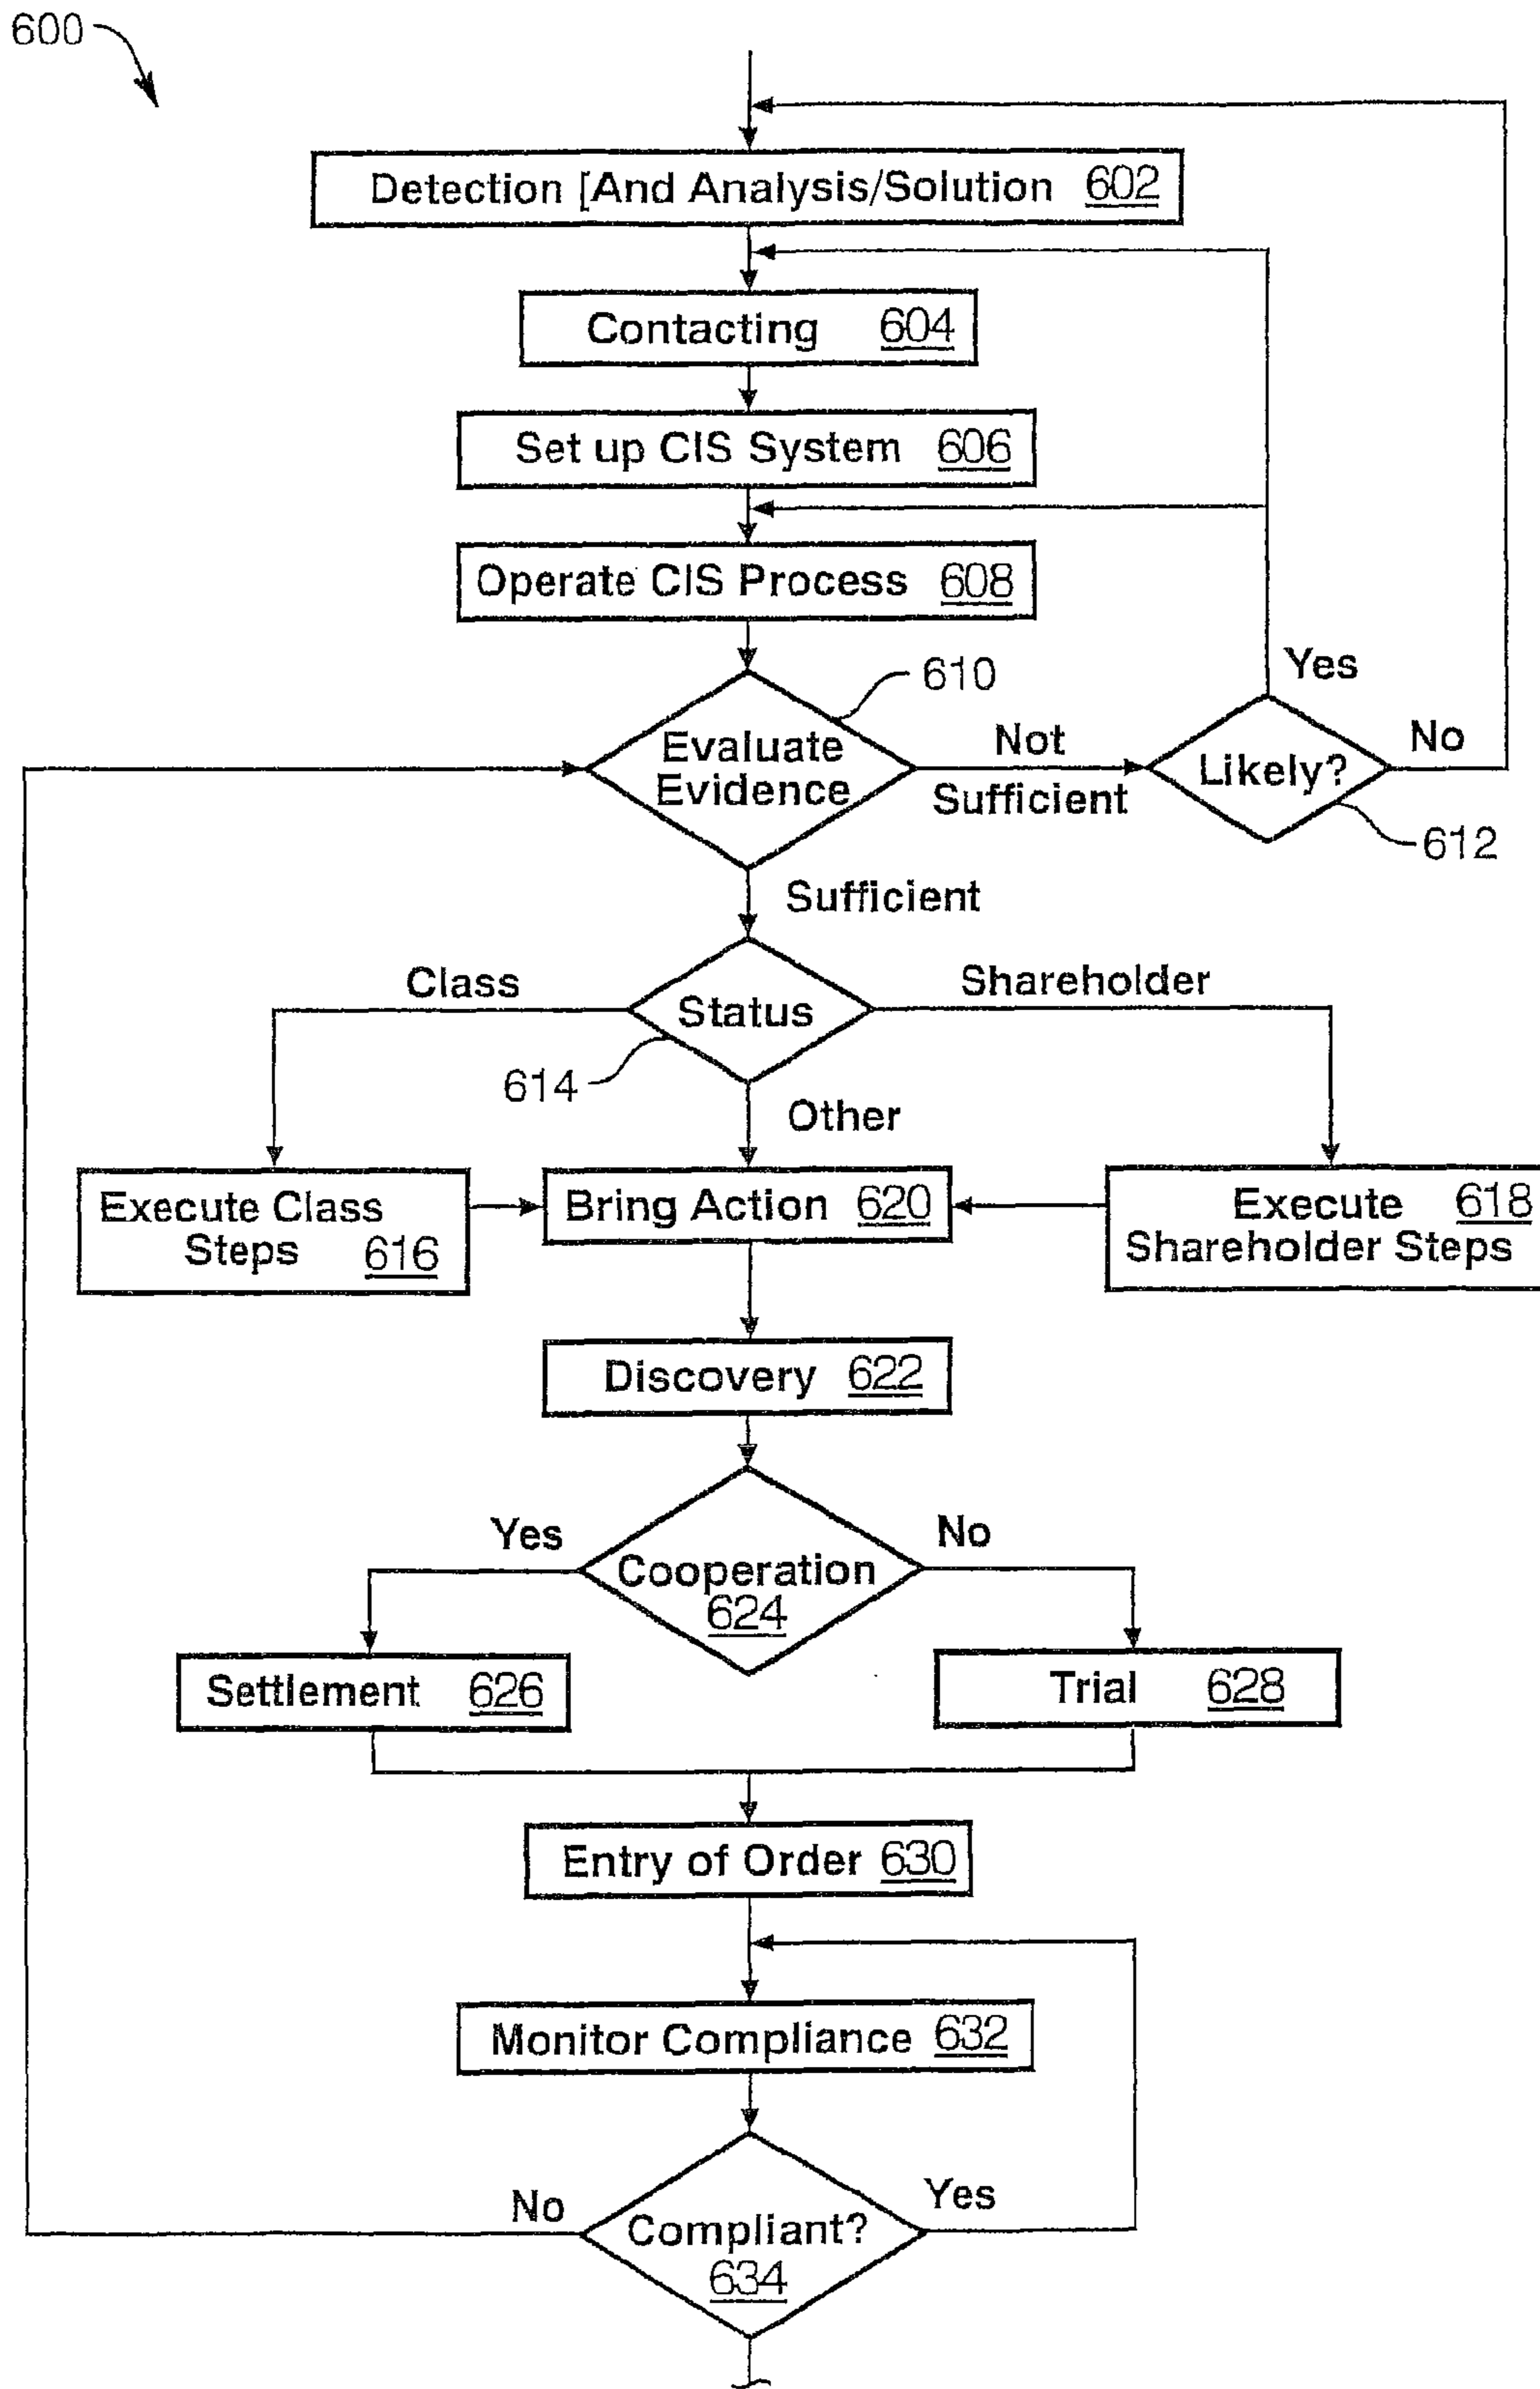 600
Detection [And Analysis/Solution 602
Contacting 604
Set up CIS System 606
Operate CIS Process 608
610
Evaluate
Evidence
Not
Sufficient
Yes
Likely?
No
612
Sufficient
Class
Status
Shareholder
614
Other
Execute Class
Steps 616
Bring Action 620
Execute 618
Shareholder Steps
Discovery 622
Yes
Cooperation
624
No
Settlement 626
Trial 628
Entry of Order 630
Monitor Compliance 632
No
Compliant?
634
Yes